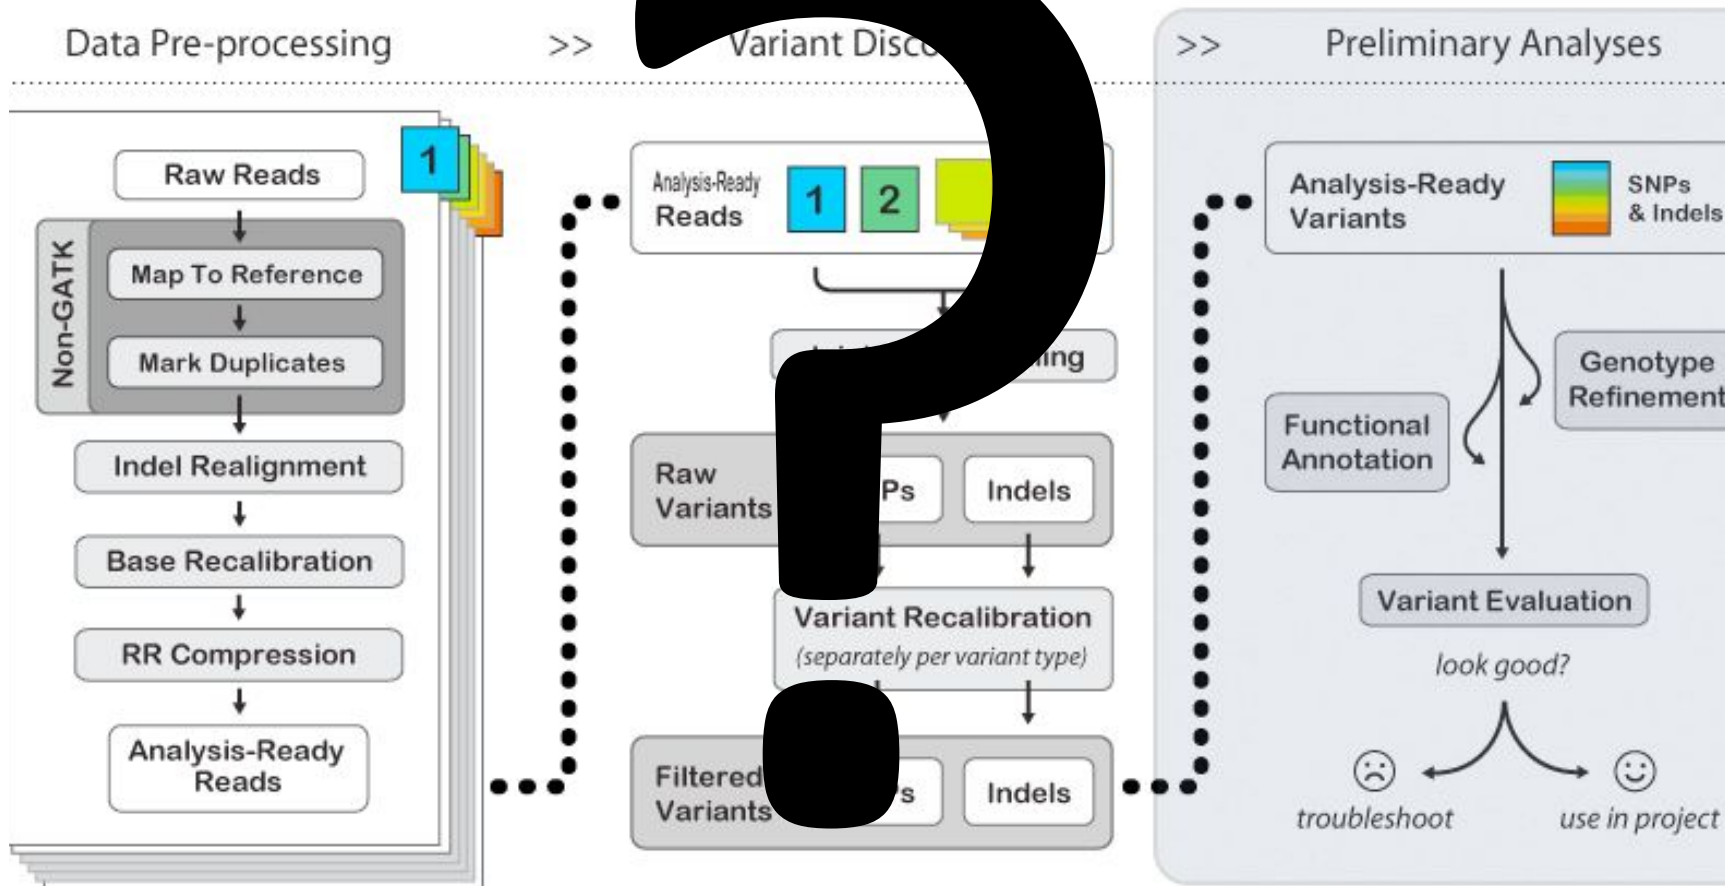 Data Pre-processing
>>
Variant
>>
Preliminary Analyses
1
Raw Reads
Non-GATK
Map To Reference
Mark Duplicates
Indel Realignment
Base Recalibration
RR Compression
Analysis-Ready
Reads
Analysis-Ready
Reads
1
2
Raw
Variants
Indels
Variant Recalibration
(separately per variant type)
Filtered
Variants
Indels
?
Analysis-Ready
Variants
SNPs
& Indels
Genotype
Refinement
Functional
Annotation
Variant Evaluation
look good?
troubleshoot
use in project